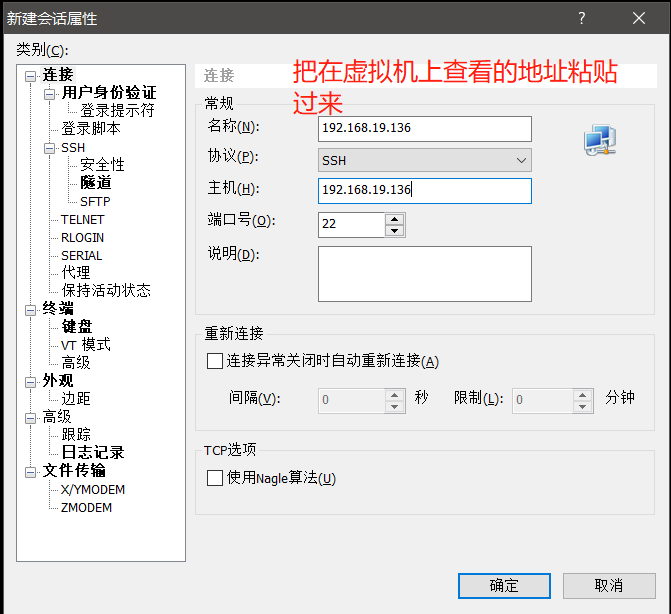 新建会话属性
?
类别(C):
连接
用户身份验证
登录提示符
登录脚本
SSH
安全性
隧道
SFTP
TELNET
RLOGIN
SERIAL
代理
保持活动状态
终端
键盘
VT 模式
高级
外观
边距
高级
跟踪
日志记录
文件传输
X/YMODEM
ZMODEM
连接
把在虚拟机上查看的地址粘贴
过来
常规
名称(N): 192.168.19.136
协议(P): SSH
主机(H): 192.168.19.136
端口号(O): 22
说明(D):
重新连接
连接异常关闭时自动重新连接(A)
间隔(V): 0 秒 限制(L): 0 分钟
TCP选项
使用Nagle算法(U)
确定 取消